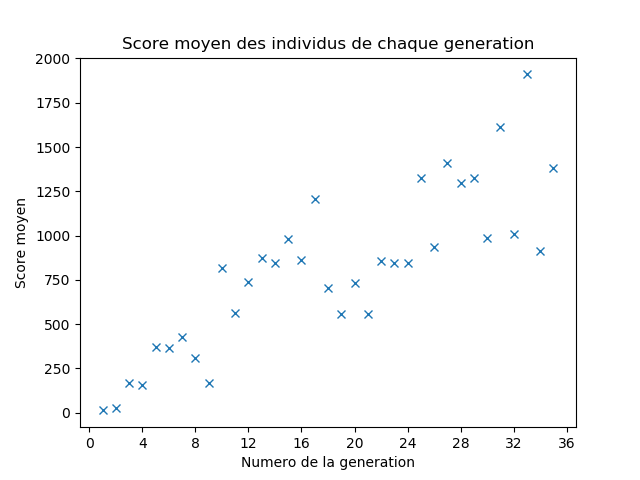 Score moyen des individus de chaque generation
2000
1750
1500
1250
1000
750
500
250
0
Score moyen
0 4 8 12 16 20 24 28 32 36
Numero de la generation